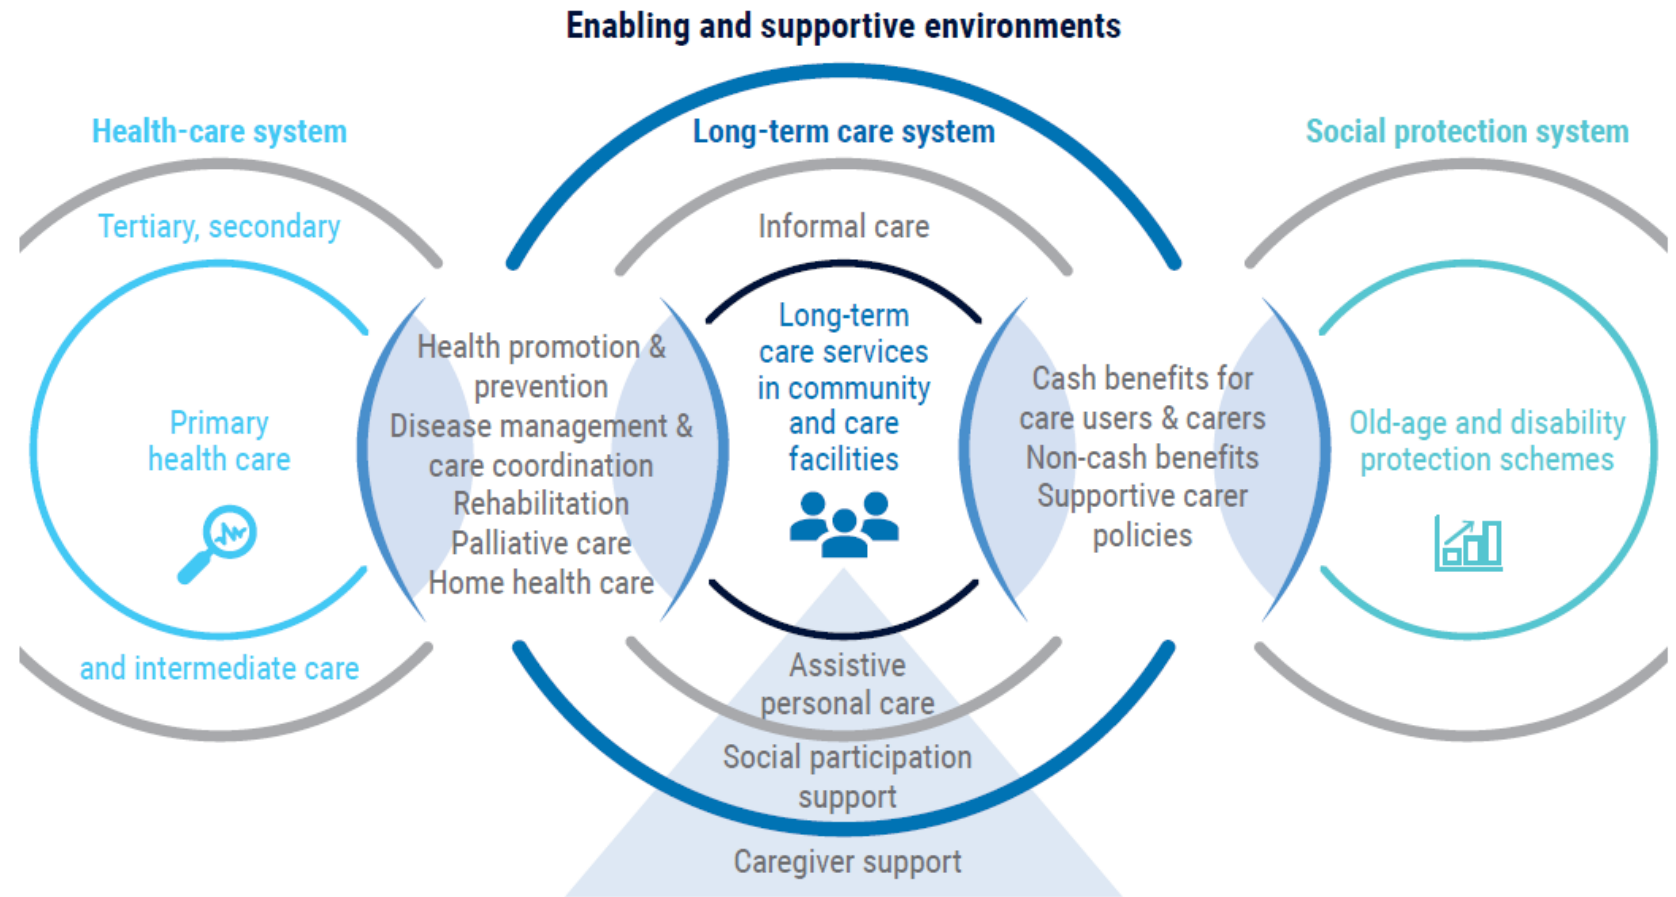 Enabling and supportive environments
Health-care system
Long-term care system
Social protection system
Tertiary, secondary
Informal care
Primary
health care
and intermediate care
Health promotion &
prevention
Disease management &
care coordination
Rehabilitation
Palliative care
Home health care
Long-term
care services
in community
and care
facilities
Cash benefits for
care users & carers
Non-cash benefits
Supportive carer
policies
Old-age and disability
protection schemes
Assistive
personal care
Social participation
support
Caregiver support